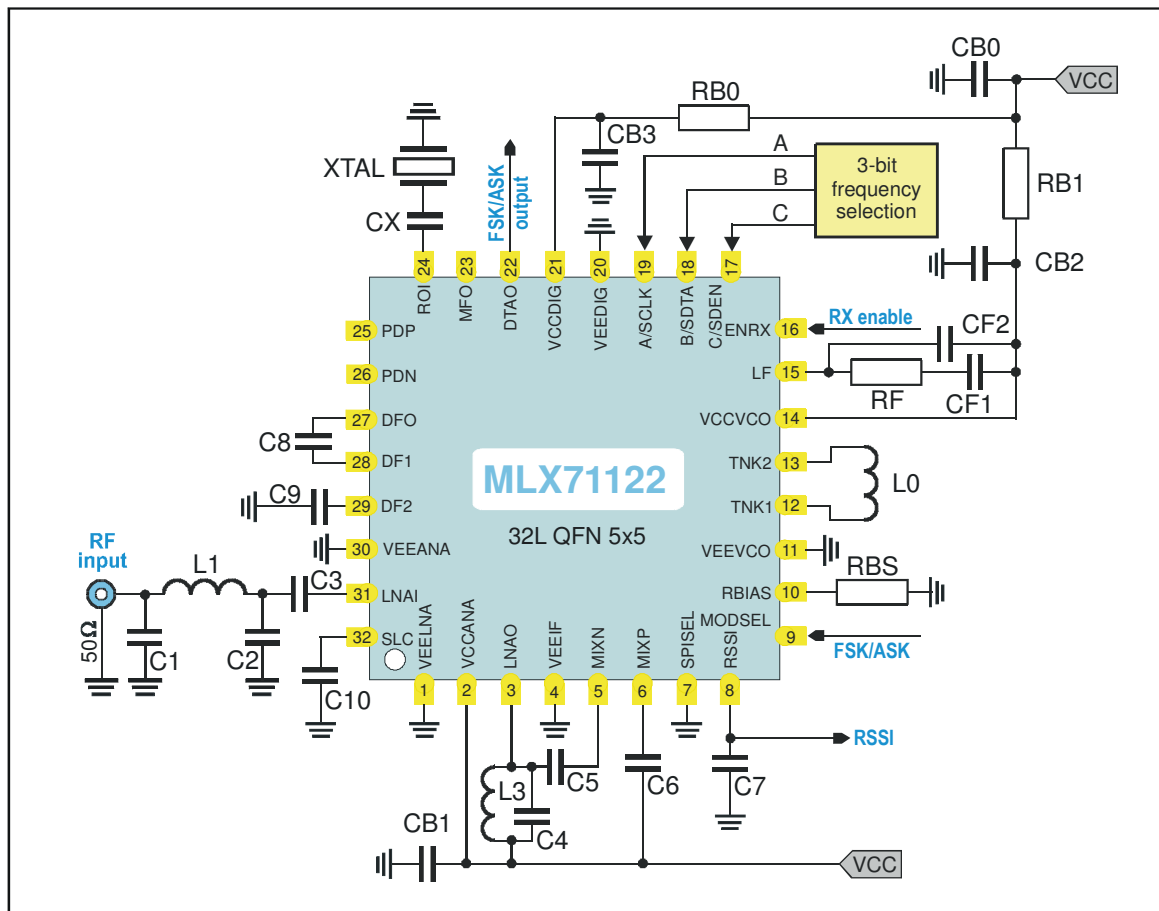 CB0
VCC
RB0
CB3
A
B
C
3-bit
frequency
selection
RB1
XTAL
CX
FSK/ASK
output
CB2
24
23
22
21
20
19
18
17
ROI
MFO
DTAO
VCCDIG
VEEDIG
A/SCLK
B/SDTA
C/SDEN
25 PDP
26 PDN
27 DFO
28 DF1
29 DF2
30 VEEANA
31 LNAI
32 SLC
C8
C9
RF
input
50Ω
L1
C1
C2
C3
C10
MLX71122
32L QFN 5x5
ENRX 16
RX enable
LF 15
CF2
RF
CF1
VCCVCO 14
TNK2 13
L0
TNK1 12
VEEVCO 11
RBIAS 10
RBS
MODSEL
9
FSK/ASK
VEELNA
VCCANA
LNAO
VEEIF
MIXN
MIXP
SPISEL
RSSI
1
2
3
4
5
6
7
8
RSSI
C5
C6
C7
L3
C4
CB1
VCC